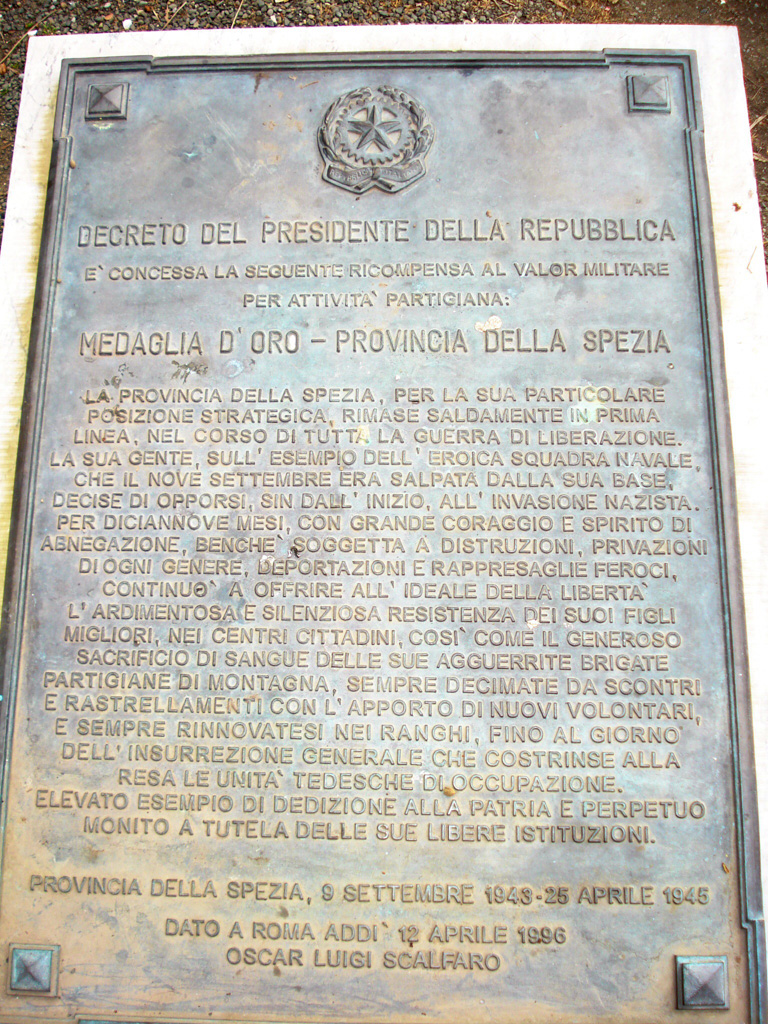 DECRETO DEL PRESIDENTE DELLA REPUBBLICA
E` CONCESSA LA SEGUENTE RICOMPENSA AL VALOR MILITARE
PER ATTIVITA` PARTIGIANA:
MEDAGLIA D'ORO – PROVINCIA DELLA SPEZIA
LA PROVINCIA DELLA SPEZIA, PER LA SUA PARTICOLARE
POSIZIONE STRATEGICA, RIMASE SALDAMENTE IN PRIMA
LINEA, NEL CORSO DI TUTTA LA GUERRA DI LIBERAZIONE.
LA SUA GENTE, SULL' ESEMPIO DELL' EROICA SQUADRA NAVALE,
CHE IL NOVE SETTEMBRE ERA SALPATA DALLA SUA BASE,
DECISE DI OPPORSI, SIN DALL' INIZIO, ALL' INVASIONE NAZISTA.
PER DICIANNOVE MESI, CON GRANDE CORAGGIO E SPIRITO DI
ABNEGAZIONE, BENCHE` SOGGETTA A DISTRUZIONI, PRIVAZIONI
DI OGNI GENERE, DEPORTAZIONI E RAPPRESAGLIE FEROCI,
CONTINUO` A OFFRIRE ALL' IDEALE DELLA LIBERTA`
L' ARDIMENTOSA E SILENZIOSA RESISTENZA DEI SUOI FIGLI
MIGLIORI, NEI CENTRI CITTADINI, COSI` COME IL GENEROSO
SACRIFICIO DI SANGUE DELLE SUE AGGUERRITE BRIGATE
PARTIGIANE DI MONTAGNA, SEMPRE DECIMATE DA SCONTRI
E RASTRELLAMENTI CON L' APPORTO DI NUOVI VOLONTARI,
E SEMPRE RINNOVATESI NEI RANGHI, FINO AL GIORNO
DELL' INSURREZIONE GENERALE CHE COSTRINSE ALLA
RESA LE UNITA` TEDESCHE DI OCCUPAZIONE.
ELEVATO ESEMPIO DI DEDIZIONE ALLA PATRIA E PERPETUO
MONITO A TUTELA DELLE SUE LIBERE ISTITUZIONI.
PROVINCIA DELLA SPEZIA, 9 SETTEMBRE 1943-25 APRILE 1945
DATO A ROMA ADDI` 12 APRILE 1996
OSCAR LUIGI SCALFARO